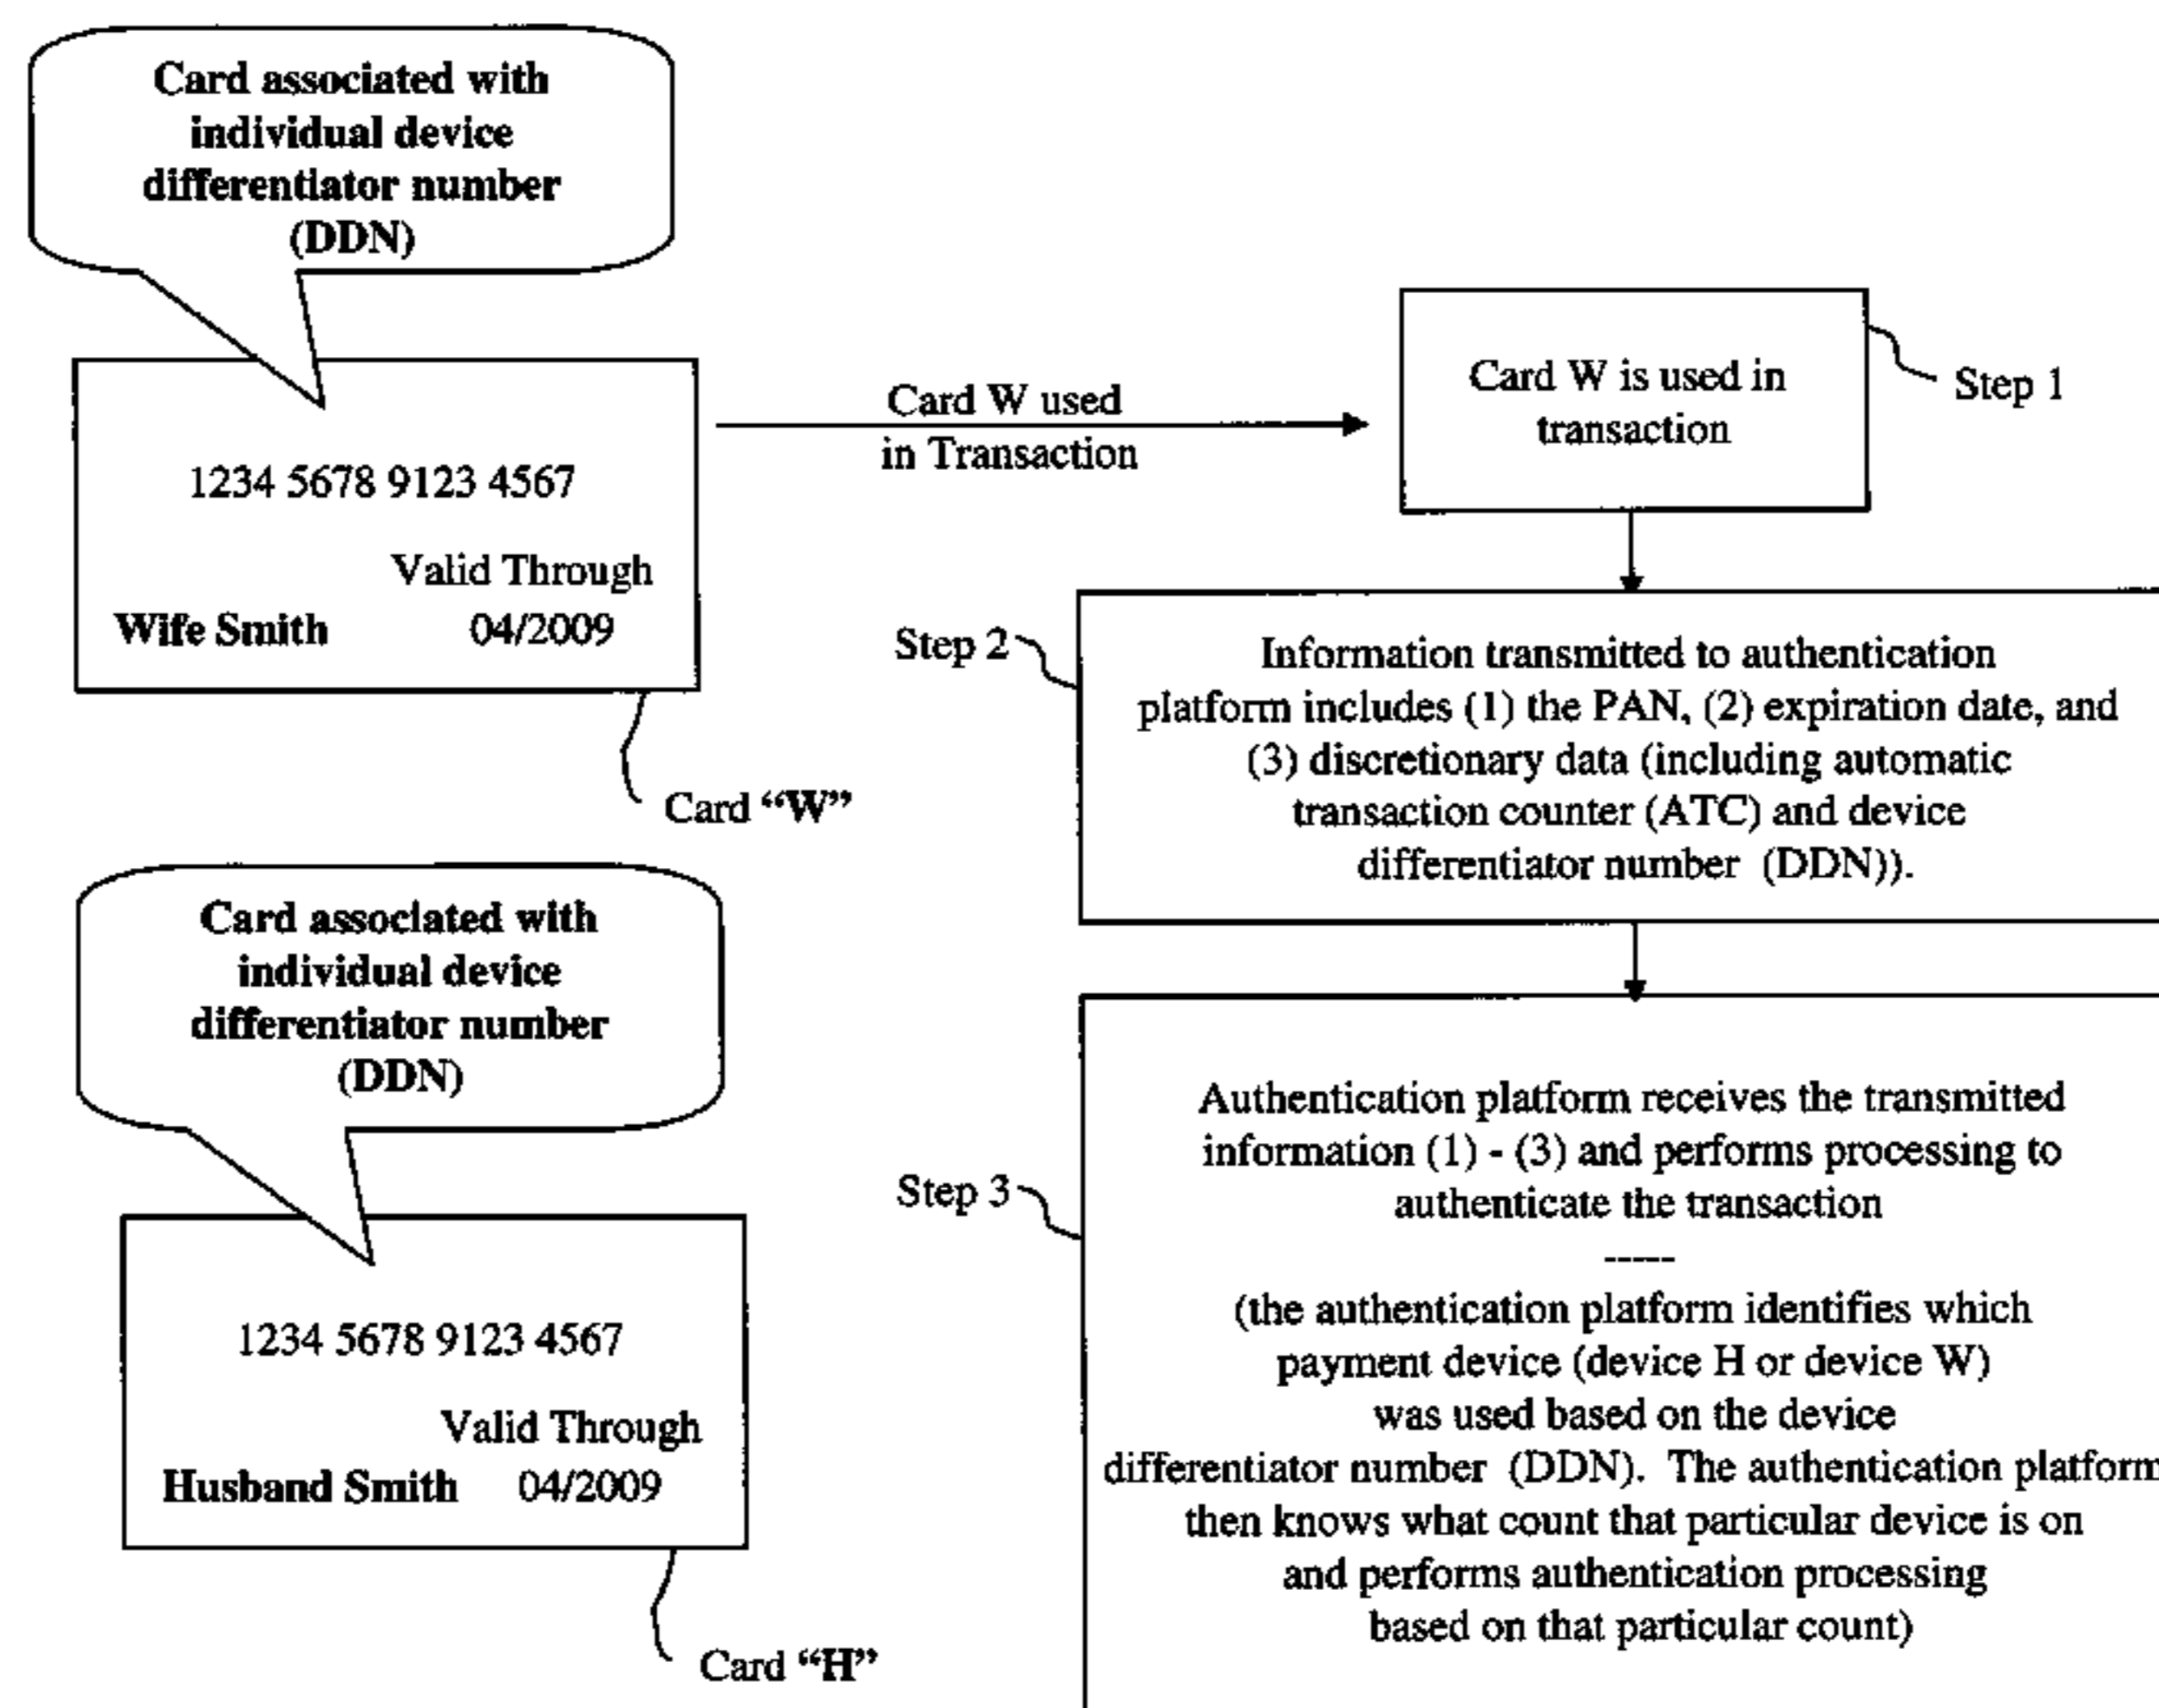 Card associated with
individual device
differentiator number
(DDN)
1234 5678 9123 4567
Valid Through
Wife Smith 04/2009
Card “W”
Card associated with
individual device
differentiator number
(DDN)
1234 5678 9123 4567
Valid Through
Husband Smith 04/2009
Card “H”
Card W used
in Transaction
Card W is used in
transaction
Step 1
Step 2
Information transmitted to authentication
platform includes (1) the PAN, (2) expiration date, and
(3) discretionary data (including automatic
transaction counter (ATC) and device
differentiator number (DDN)).
Step 3
Authentication platform receives the transmitted
information (1) - (3) and performs processing to
authenticate the transaction
-----
(the authentication platform identifies which
payment device (device H or device W)
was used based on the device
differentiator number (DDN). The authentication platform
then knows what count that particular device is on
and performs authentication processing
based on that particular count)